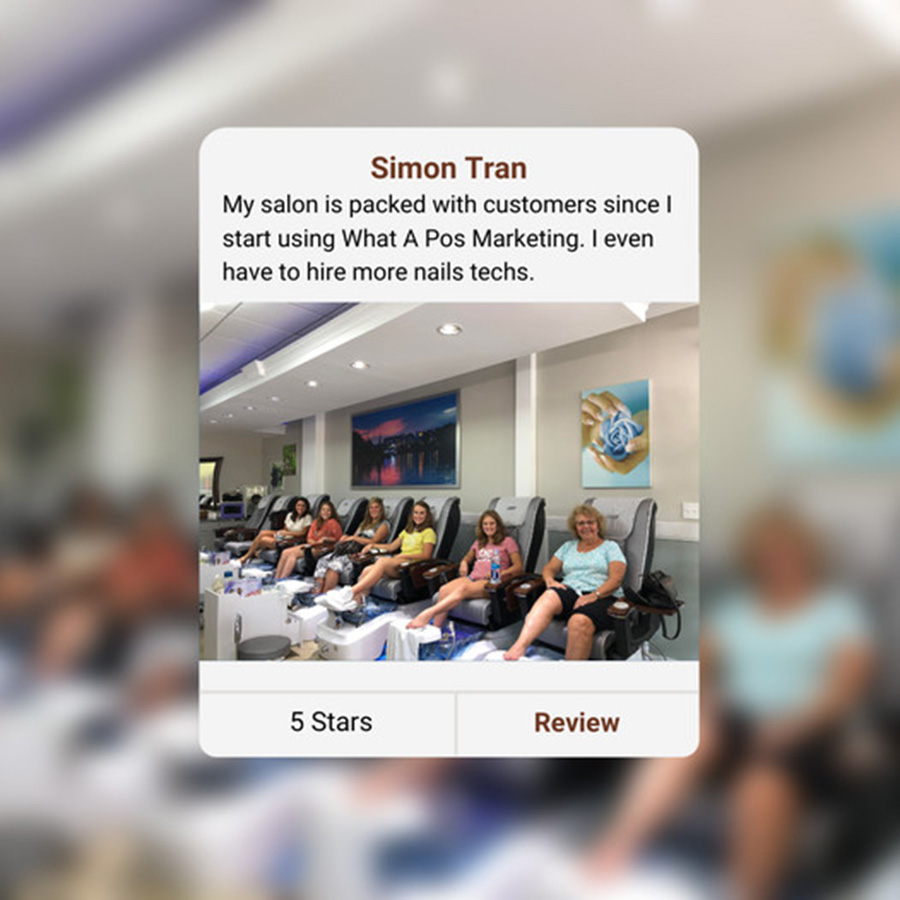 Simon Tran
My salon is packed with customers since I
start using What A Pos Marketing. I even
have to hire more nails techs.
5 Stars
Review